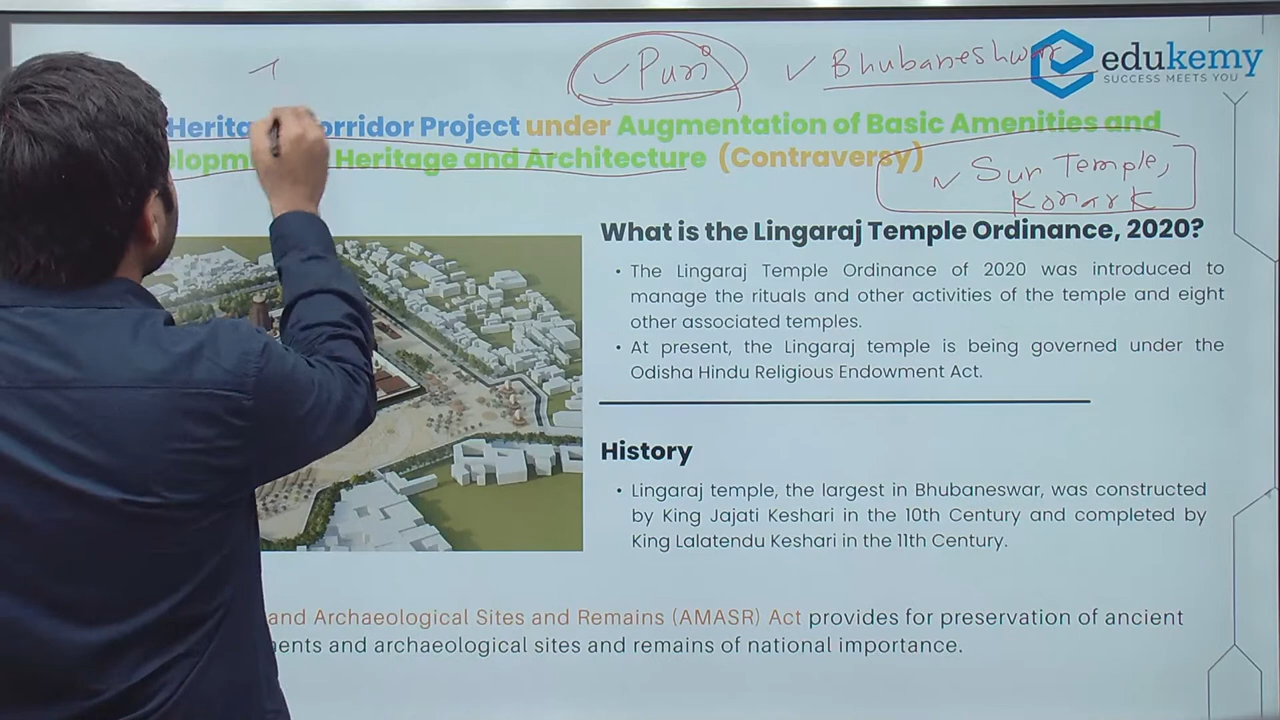 Puri
Bhubaneshwar
edukemy
SUCCESS MEETS YOU
Heritage Corridor Project under Augmentation of Basic Amenities and
Heritage and Architecture (Contraversy)
Sun Temple,
Konark
What is the Lingaraj Temple Ordinance, 2020?
• The Lingaraj Temple Ordinance of 2020 was introduced to
manage the rituals and other activities of the temple and eight
other associated temples.
• At present, the Lingaraj temple is being governed under the
Odisha Hindu Religious Endowment Act.
History
• Lingaraj temple, the largest in Bhubaneswar, was constructed
by King Jajati Keshari in the 10th Century and completed by
King Lalatendu Keshari in the 11th Century.
and Archaeological Sites and Remains (AMASR) Act provides for preservation of ancient
ents and archaeological sites and remains of national importance.